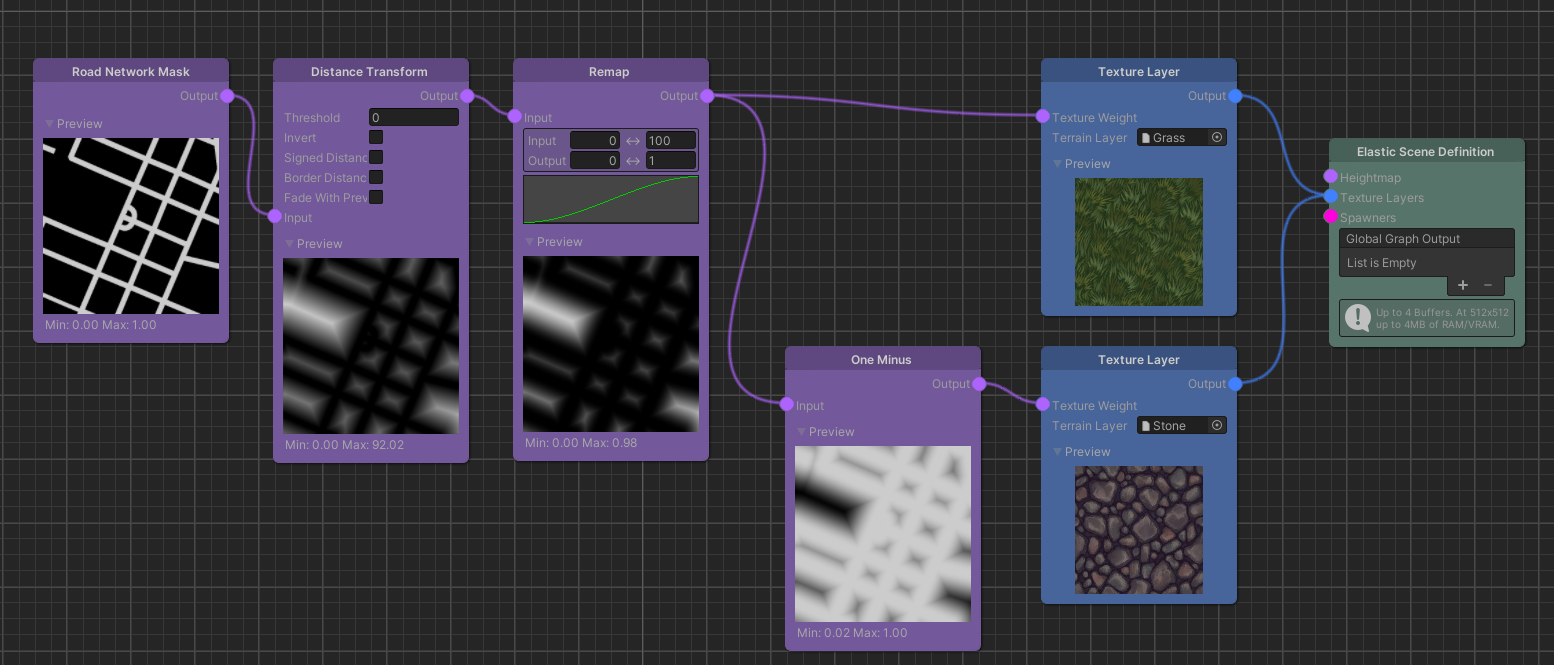 Road Network Mask
Output
Preview
Min: 0.00 Max: 1.00
Distance Transform
Output
Threshold 0
Invert
Signed Distanc
Border Distanc
Fade With Prev
Input
Preview
Min: 0.00 Max: 92.02
Remap
Output
Input
Input 0 ↔ 100
Output 0 ↔ 1
Preview
Min: 0.00 Max: 0.98
One Minus
Output
Input
Preview
Min: 0.02 Max: 1.00
Texture Layer
Output
Texture Weight
Terrain Layer Grass
Preview
Texture Layer
Output
Texture Weight
Terrain Layer Stone
Preview
Elastic Scene Definition
Heightmap
Texture Layers
Spawners
Global Graph Output
List is Empty
+ −
Up to 4 Buffers. At 512x512
up to 4MB of RAM/VRAM.